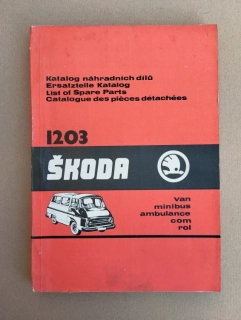 Katalog náhradních dílů
Ersatzteile Katalog
List of Spare Parts
Catalogue des pièces détachées
1203
ŠKODA
van
minibus
ambulance
com
rol